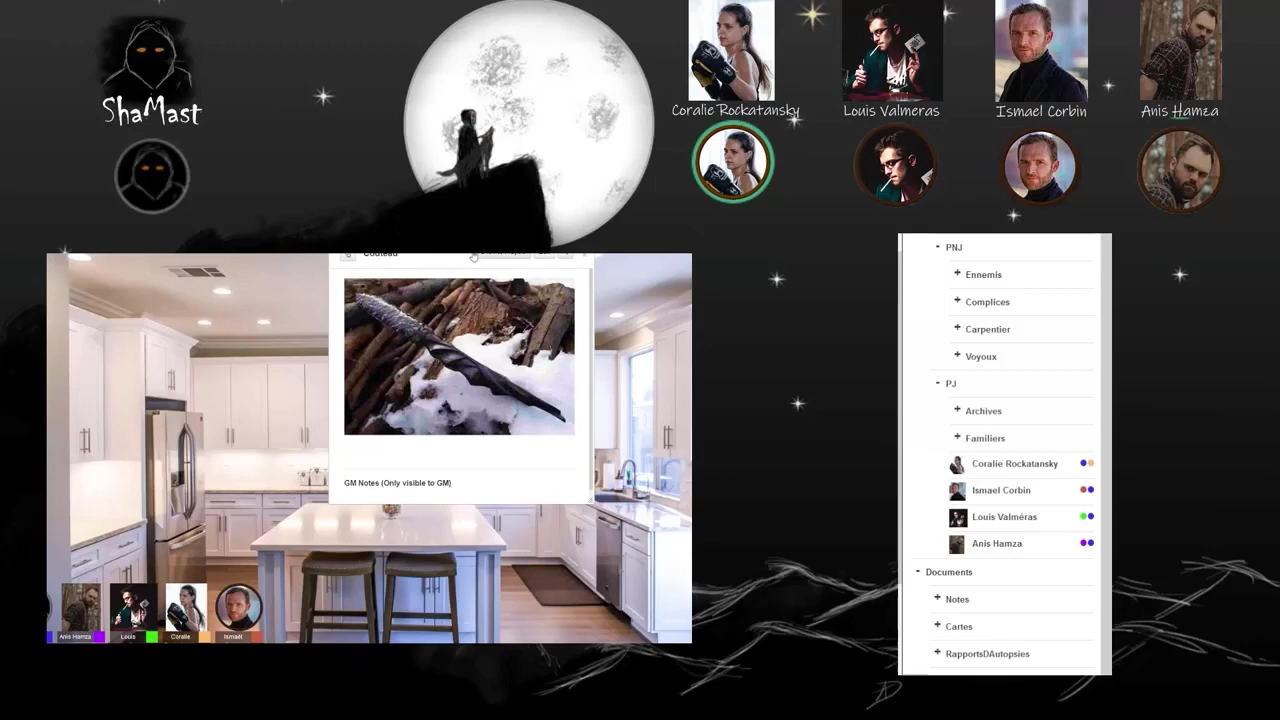 ShaMast
Coralie Rockatansky
Louis Valmeras
Ismael Corbin
Anis Hamza
Couteau
GM Notes (Only visible to GM)
Anis Hamza
Louis
Coralie
Ismaël
PNJ
Ennemis
Complices
Carpentier
Voyoux
PJ
Archives
Familiers
Coralie Rockatansky
Ismael Corbin
Louis Valméras
Anis Hamza
Documents
Notes
Cartes
RapportsDAutopsies